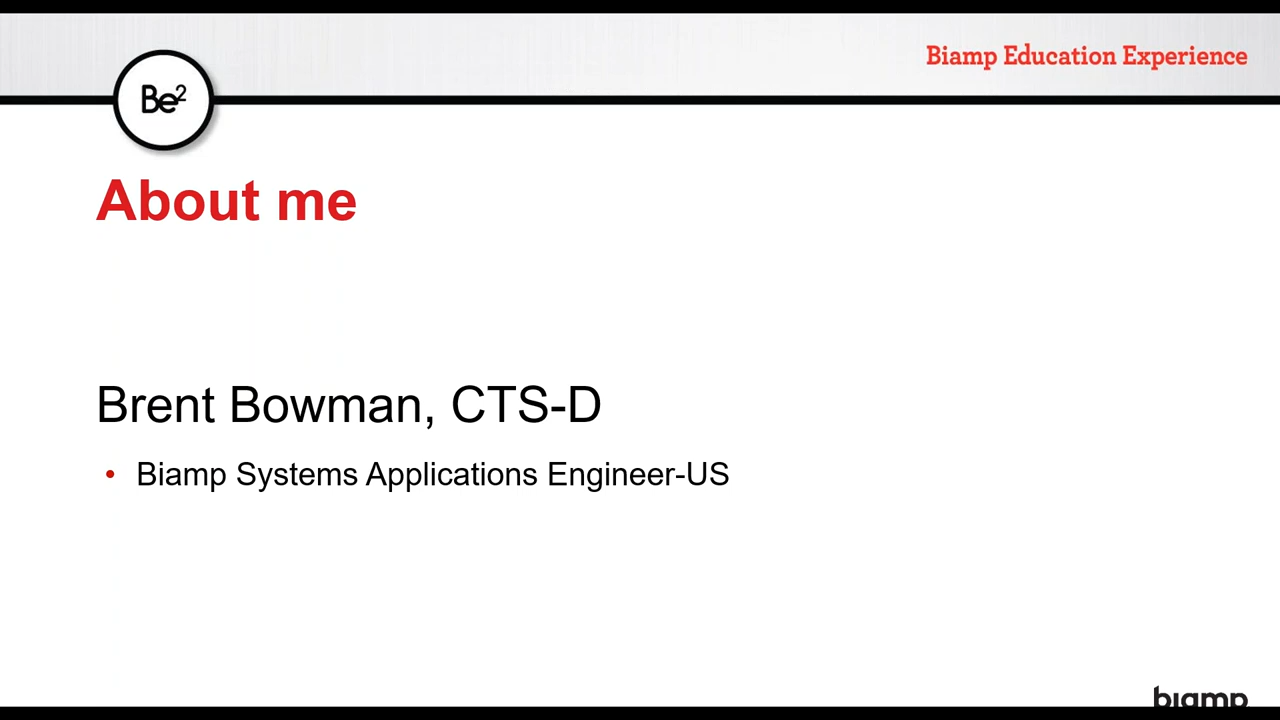 Biamp Education Experience
Be²
About me
Brent Bowman, CTS-D
• Biamp Systems Applications Engineer-US
biamp